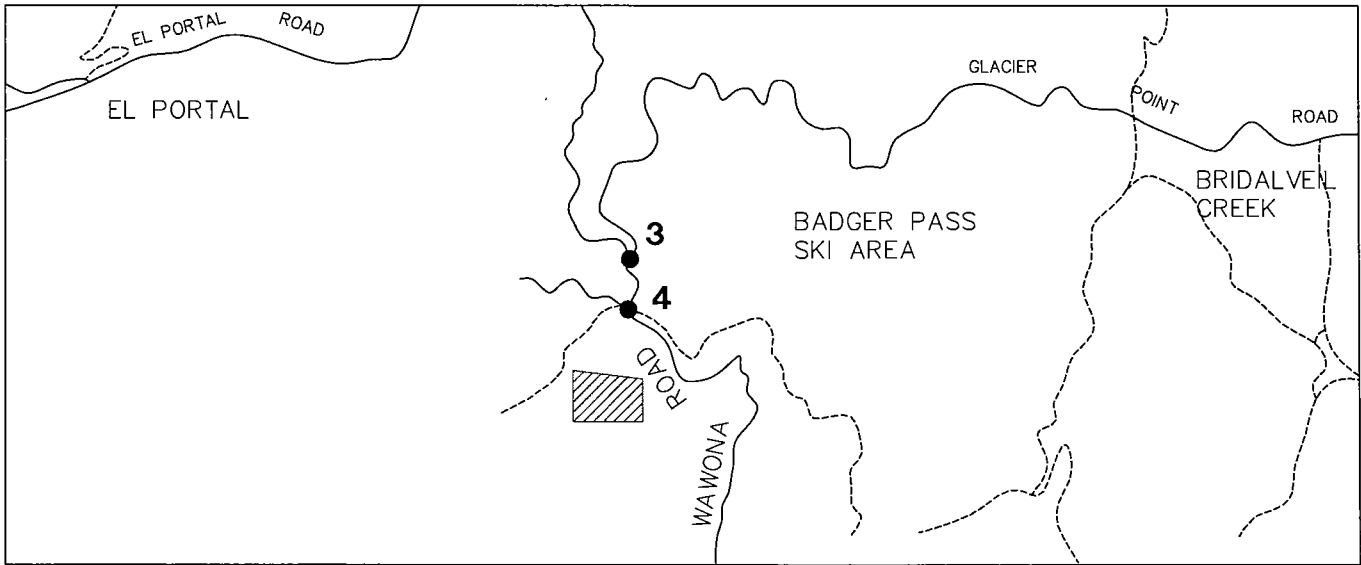 EL PORTAL ROAD
EL PORTAL
GLACIER POINT ROAD
BRIDALVEIL
CREEK
BADGER PASS
SKI AREA
3
4
WAWONA ROAD